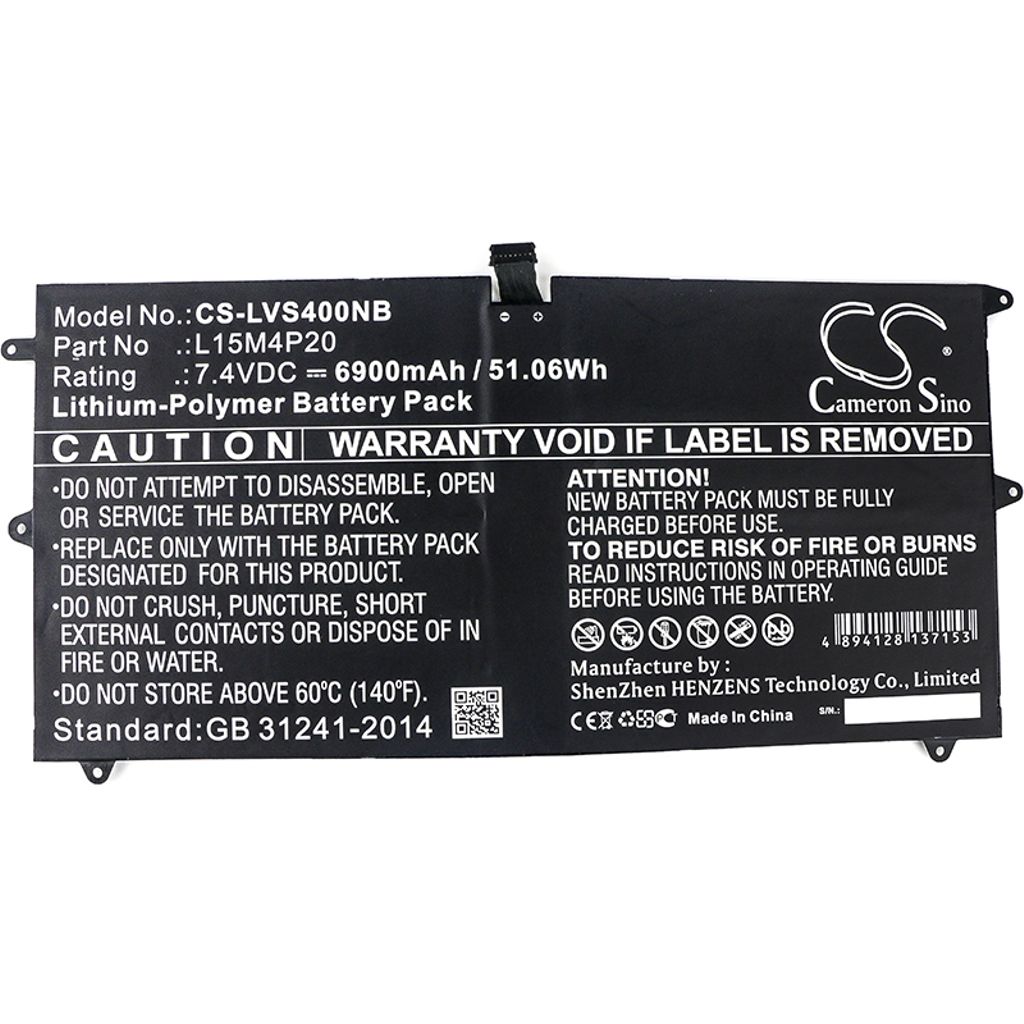 Model No.:CS-LVS400NB
Part No .:L15M4P20
Rating .:7.4VDC ⎓ 6900mAh / 51.06Wh
Lithium-Polymer Battery Pack
CS ®
Cameron Sino
CAUTION WARRANTY VOID IF LABEL IS REMOVED
·DO NOT ATTEMPT TO DISASSEMBLE, OPEN
OR SERVICE THE BATTERY PACK.
·REPLACE ONLY WITH THE BATTERY PACK
DESIGNATED FOR THIS PRODUCT.
·DO NOT CRUSH, PUNCTURE, SHORT
EXTERNAL CONTACTS OR DISPOSE OF IN
FIRE OR WATER.
·DO NOT STORE ABOVE 60ºC (140ºF).
Standard:GB 31241-2014
ATTENTION!
NEW BATTERY PACK MUST BE FULLY
CHARGED BEFORE USE.
TO REDUCE RISK OF FIRE OR BURNS
READ INSTRUCTIONS IN OPERATING GUIDE
BEFORE USING THE BATTERY.
Pb
4 894128 137153
Manufacture by :
ShenZhen HENZENS Technology Co., Limited
CE Made In China S/N.: